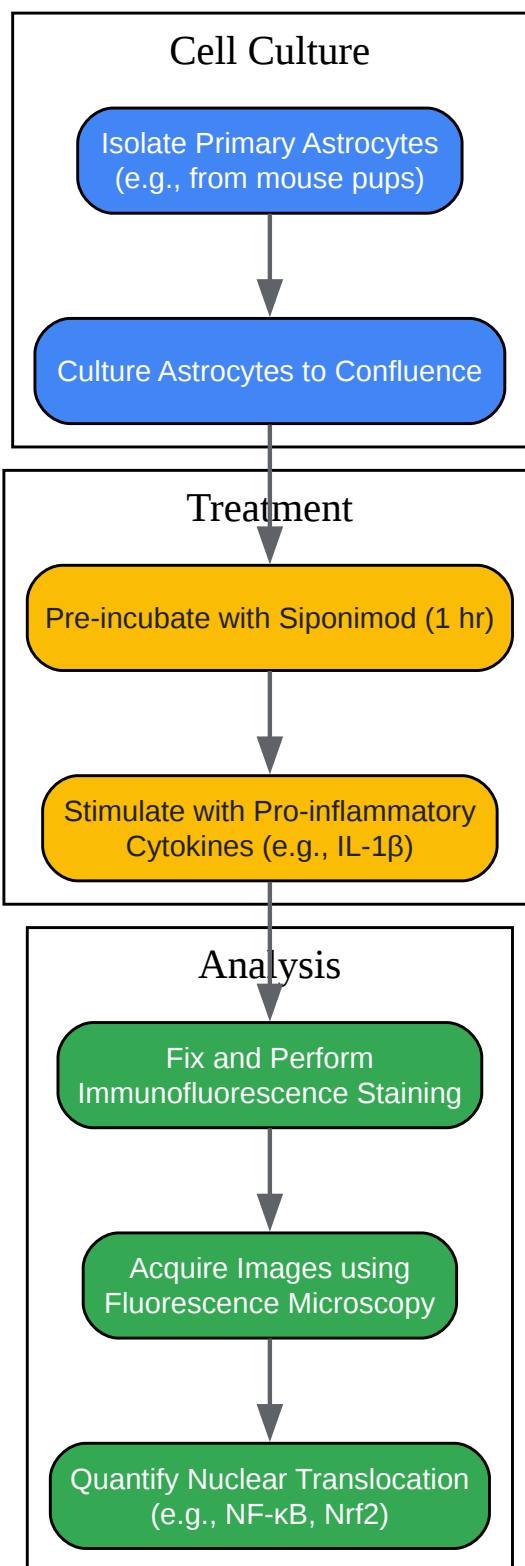 Cell Culture
Isolate Primary Astrocytes
(e.g., from mouse pups)
Culture Astrocytes to Confluence
Treatment
Pre-incubate with Siponimod (1 hr)
Stimulate with Pro-inflammatory
Cytokines (e.g., IL-1β)
Analysis
Fix and Perform
Immunofluorescence Staining
Acquire Images using
Fluorescence Microscopy
Quantify Nuclear Translocation
(e.g., NF-κB, Nrf2)